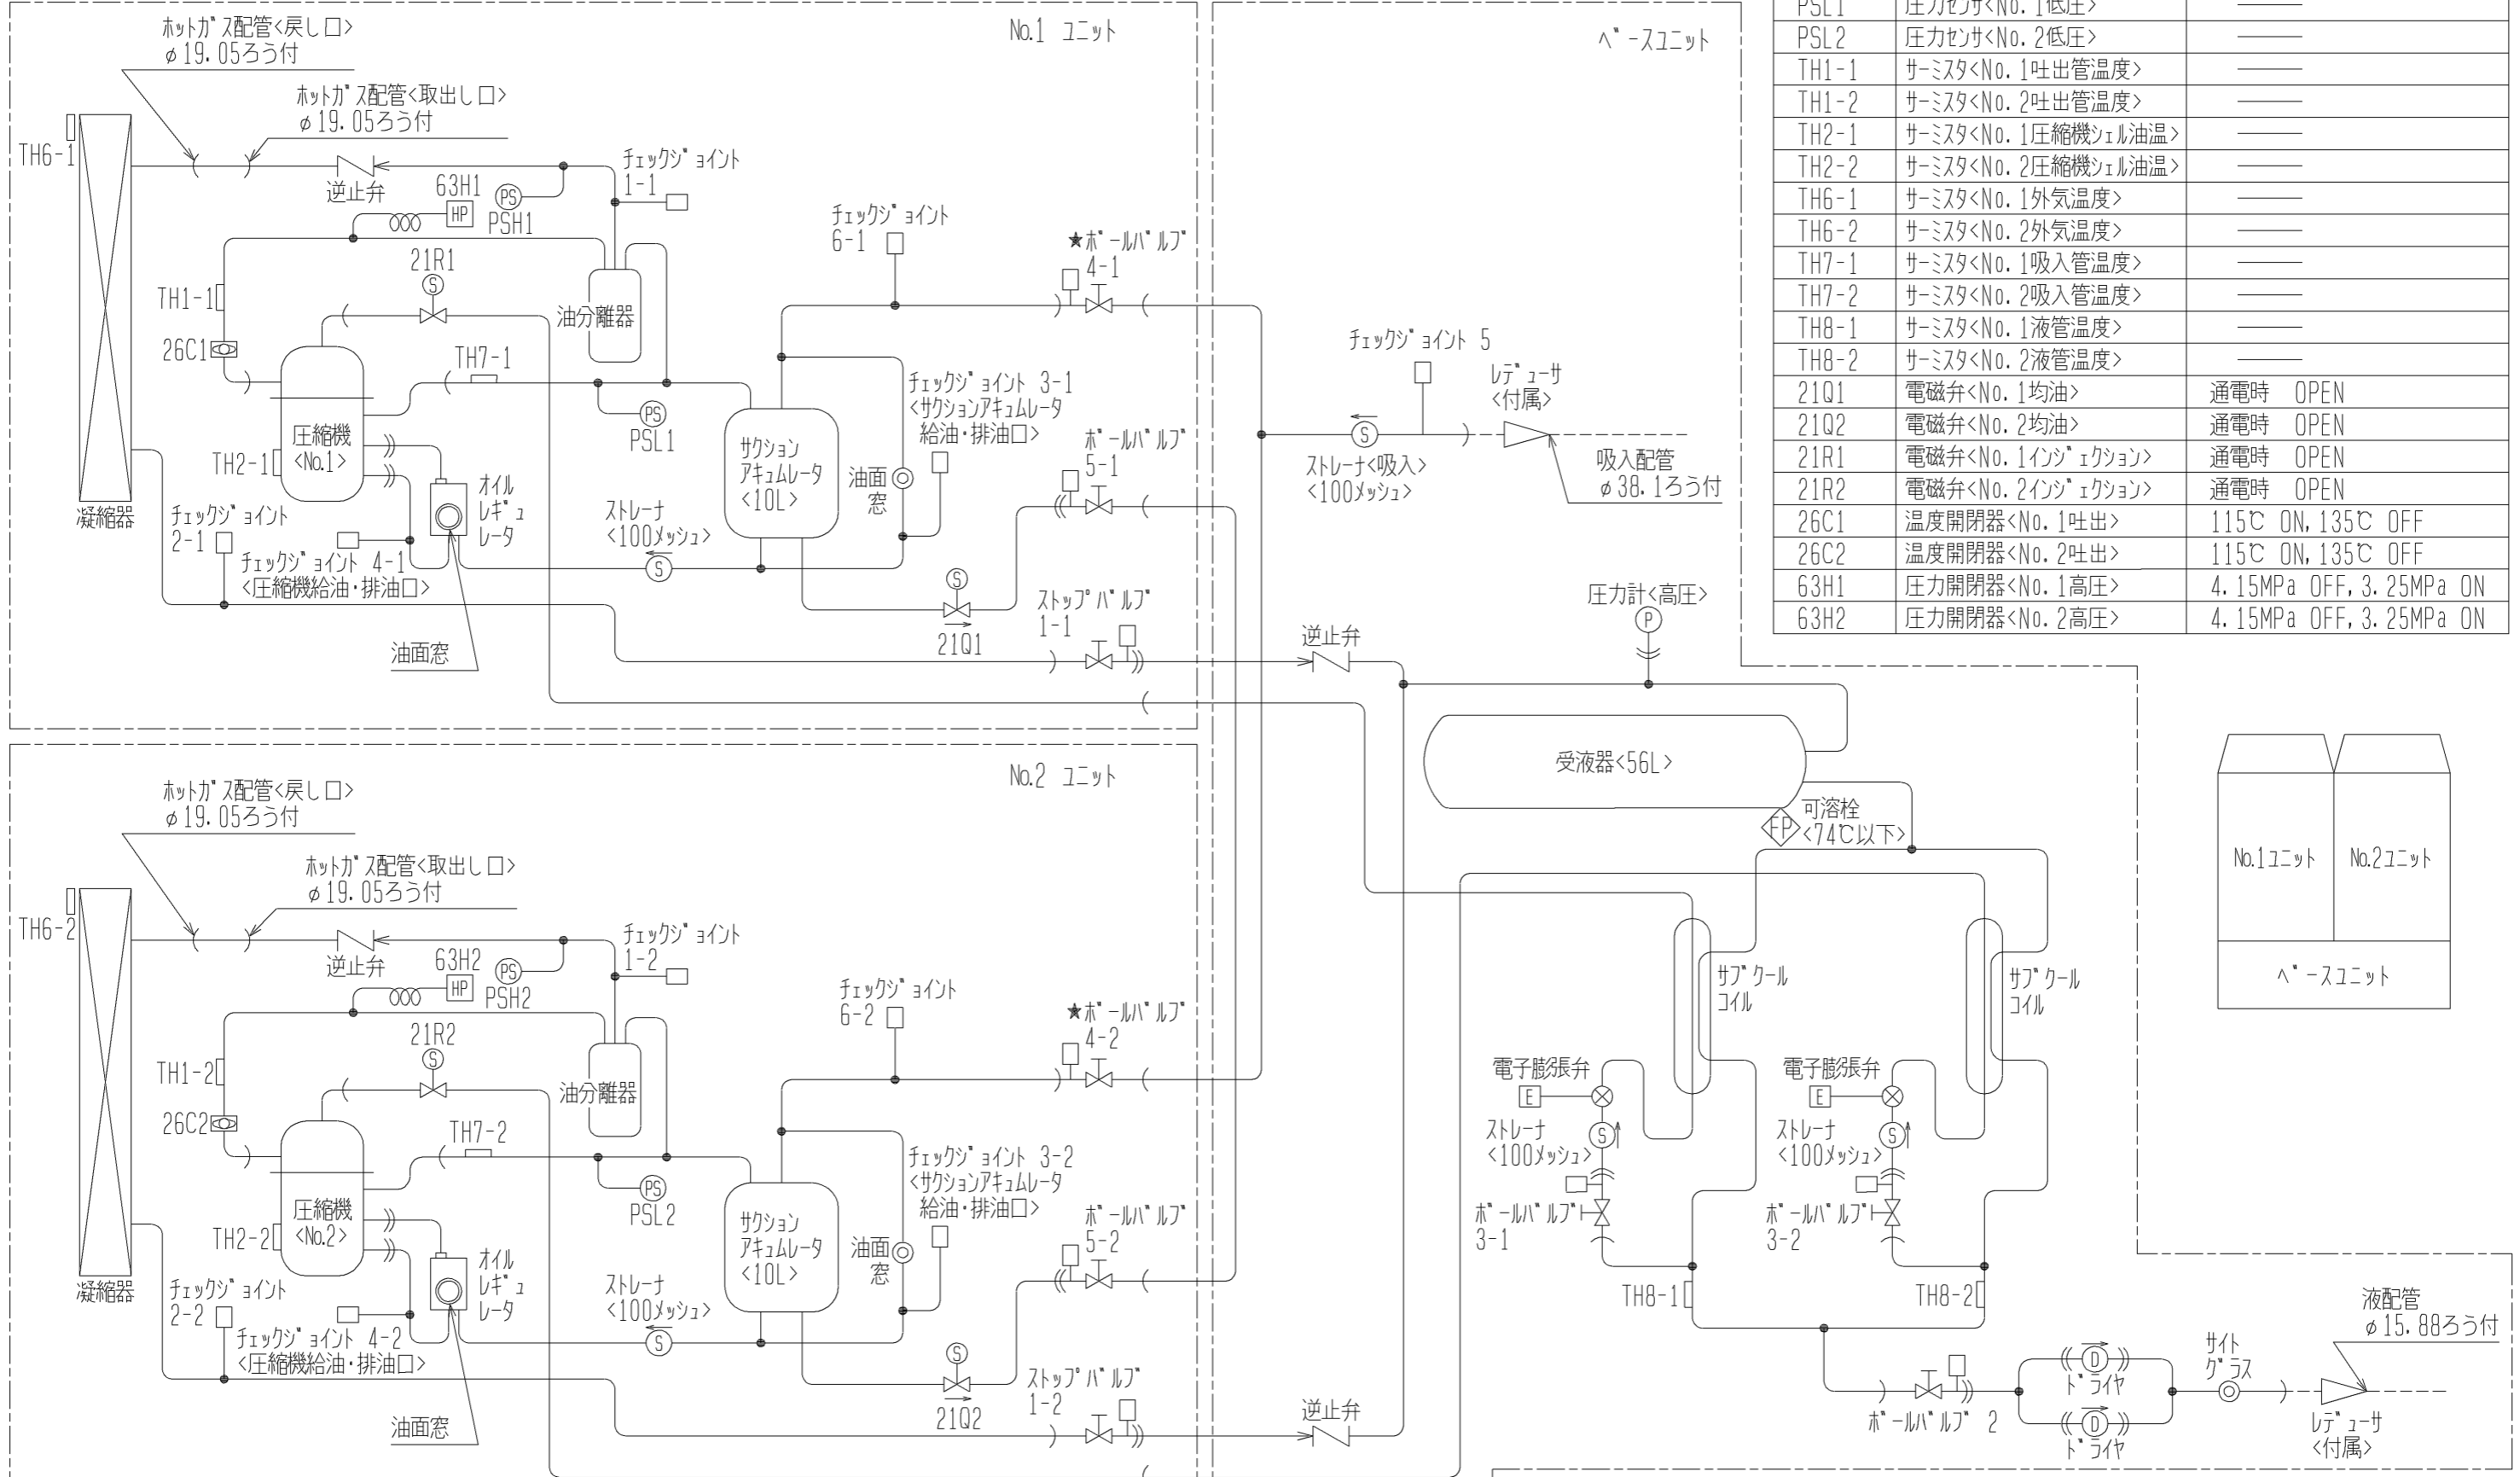 No.1 ユニット
ホットガス配管<戻し口>
φ19.05ろう付
ホットガス配管<取出し口>
φ19.05ろう付
TH6-1
逆止弁
63H1
HP
PS
PSH1
チェックジョイント
1-1
チェックジョイント
6-1
★ボールバルブ
4-1
21R1
S
TH1-1
油分離器
26C1
TH7-1
PS
PSL1
圧縮機
<No.1>
TH2-1
サクション
アキュムレータ
<10L>
油面
窓
チェックジョイント 3-1
<サクションアキュムレータ
給油・排油口>
ボールバルブ
5-1
凝縮器
チェックジョイント
2-1
オイル
レギュ
レータ
ストレーナ
<100メッシュ>
S
チェックジョイント 4-1
<圧縮機給油・排油口>
油面窓
S
21Q1
ストップバルブ
1-1
No.2 ユニット
ホットガス配管<戻し口>
φ19.05ろう付
ホットガス配管<取出し口>
φ19.05ろう付
TH6-2
逆止弁
63H2
HP
PS
PSH2
チェックジョイント
1-2
チェックジョイント
6-2
★ボールバルブ
4-2
21R2
S
TH1-2
油分離器
26C2
TH7-2
PS
PSL2
圧縮機
<No.2>
TH2-2
サクション
アキュムレータ
<10L>
油面
窓
チェックジョイント 3-2
<サクションアキュムレータ
給油・排油口>
ボールバルブ
5-2
凝縮器
チェックジョイント
2-2
オイル
レギュ
レータ
ストレーナ
<100メッシュ>
S
チェックジョイント 4-2
<圧縮機給油・排油口>
油面窓
S
21Q2
ストップバルブ
1-2
ベースユニット
チェックジョイント 5
レデューサ
<付属>
S
ストレーナ<吸入>
<100メッシュ>
吸入配管
φ38.1ろう付
圧力計<高圧>
P
逆止弁
受液器<56L>
FP
可溶栓
<74℃以下>
サブクール
コイル
サブクール
コイル
電子膨張弁
E
電子膨張弁
E
ストレーナ
<100メッシュ>
S
ストレーナ
<100メッシュ>
S
ボールバルブ
3-1
ボールバルブ
3-2
TH8-1
TH8-2
逆止弁
ボールバルブ 2
D
ドライヤ
D
ドライヤ
サイト
グラス
液配管
φ15.88ろう付
レデューサ
<付属>
PSL1 圧力センサ<No.1低圧> ――
PSL2 圧力センサ<No.2低圧> ――
TH1-1 サーミスタ<No.1吐出管温度> ――
TH1-2 サーミスタ<No.2吐出管温度> ――
TH2-1 サーミスタ<No.1圧縮機シェル油温> ――
TH2-2 サーミスタ<No.2圧縮機シェル油温> ――
TH6-1 サーミスタ<No.1外気温度> ――
TH6-2 サーミスタ<No.2外気温度> ――
TH7-1 サーミスタ<No.1吸入管温度> ――
TH7-2 サーミスタ<No.2吸入管温度> ――
TH8-1 サーミスタ<No.1液管温度> ――
TH8-2 サーミスタ<No.2液管温度> ――
21Q1 電磁弁<No.1均油> 通電時 OPEN
21Q2 電磁弁<No.2均油> 通電時 OPEN
21R1 電磁弁<No.1インジェクション> 通電時 OPEN
21R2 電磁弁<No.2インジェクション> 通電時 OPEN
26C1 温度開閉器<No.1吐出> 115℃ ON,135℃ OFF
26C2 温度開閉器<No.2吐出> 115℃ ON,135℃ OFF
63H1 圧力開閉器<No.1高圧> 4.15MPa OFF,3.25MPa ON
63H2 圧力開閉器<No.2高圧> 4.15MPa OFF,3.25MPa ON
No.1ユニット
No.2ユニット
ベースユニット